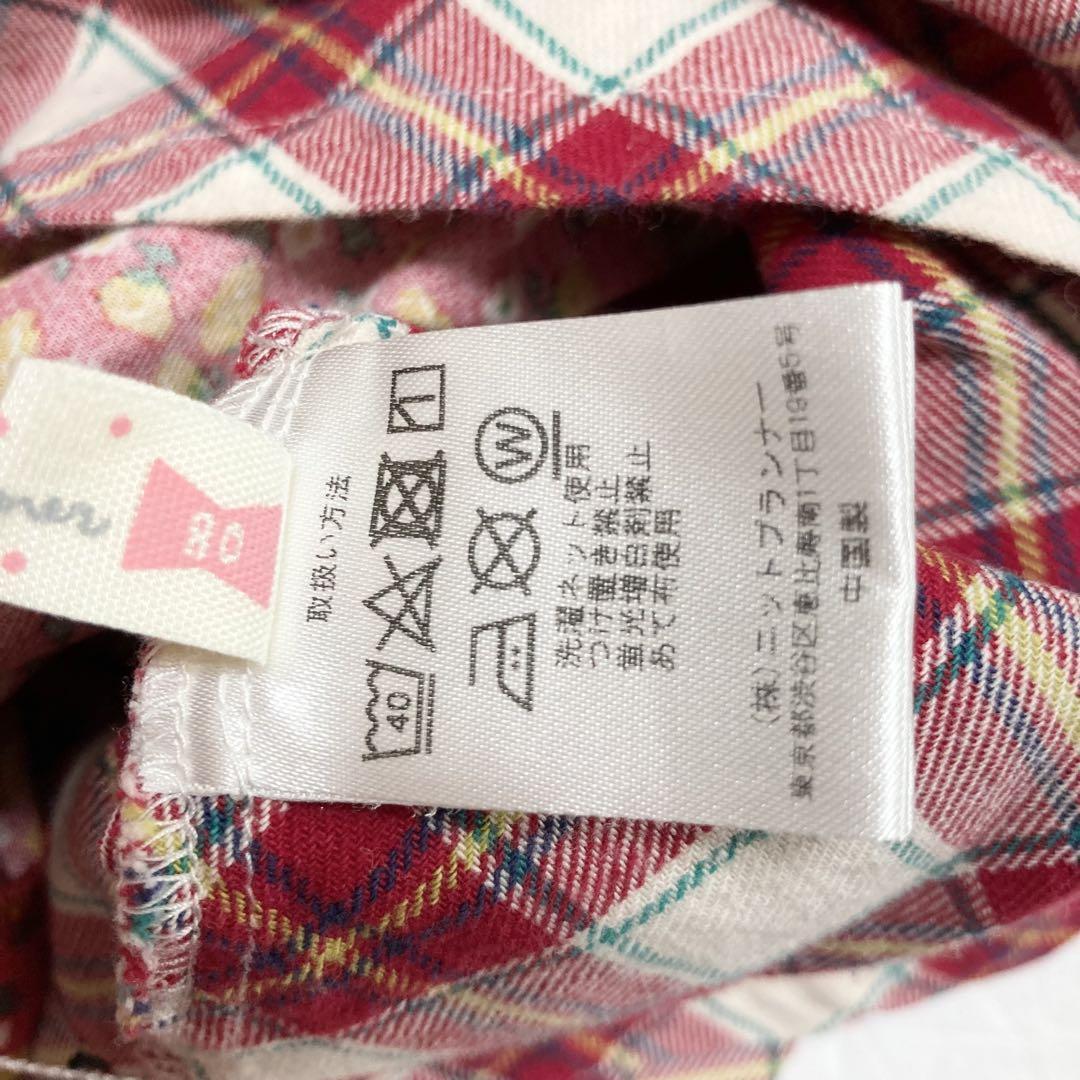 取扱い方法
40
W
洗濯ネット使用
つけ置き禁止
蛍光増白剤禁止
あて布使用
(株)ニットプランナー
東京都渋谷区恵比寿南1丁目19番5号
中国製
80